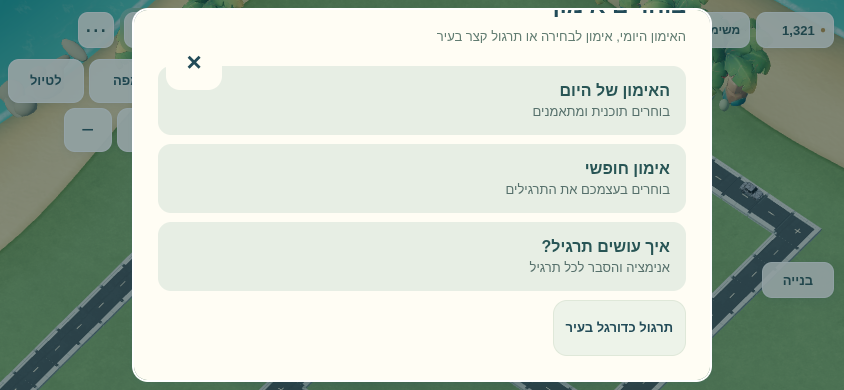 1,321
האימון היומי, אימון לבחירה או תרגול קצר בעיר
×
לטיול
האימון של היום
בוחרים תוכנית ומתאמנים
–
אימון חופשי
בוחרים בעצמכם את התרגילים
איך עושים תרגיל?
אנימציה והסבר לכל תרגיל
בנייה
תרגול כדורגל בעיר